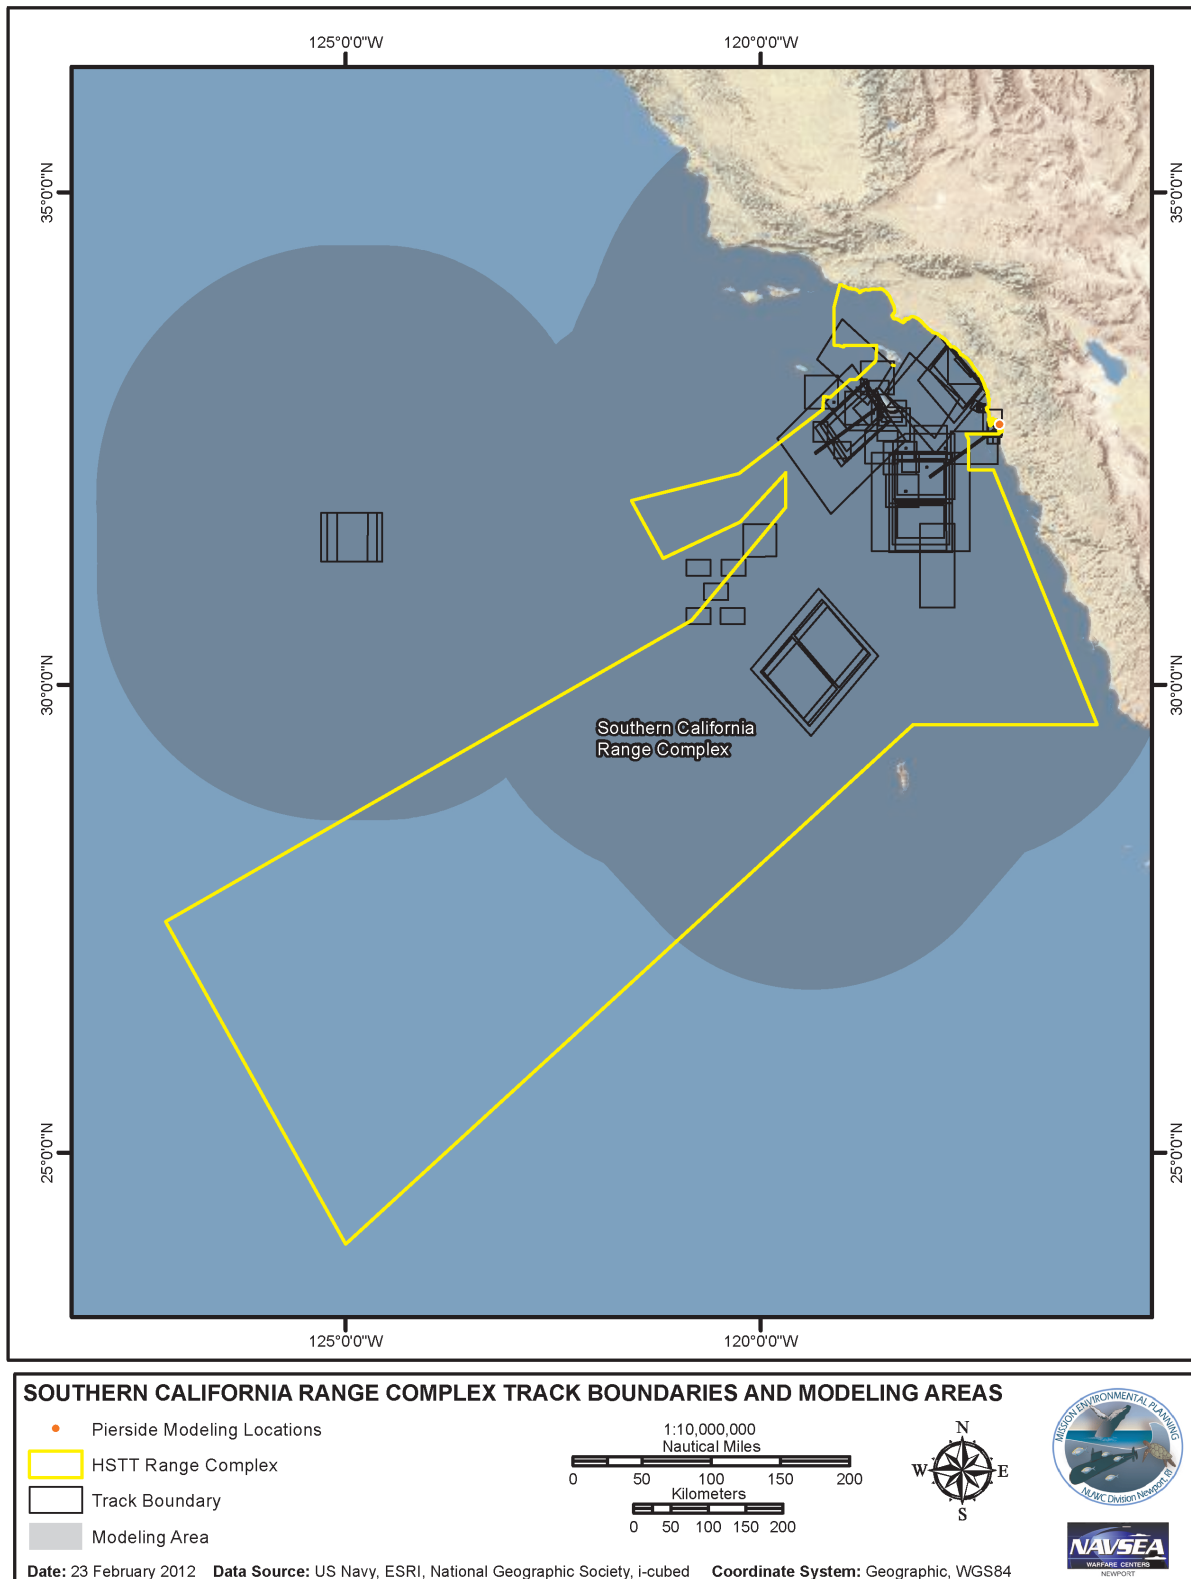 125°0'0"W 120°0'0"W
35°0'0"N 35°0'0"N
Southern California
Range Complex
30°0'0"N 30°0'0"N
25°0'0"N 25°0'0"N
125°0'0"W 120°0'0"W
SOUTHERN CALIFORNIA RANGE COMPLEX TRACK BOUNDARIES AND MODELING AREAS
Pierside Modeling Locations
HSTT Range Complex
Track Boundary
Modeling Area
1:10,000,000
Nautical Miles
0 50 100 150 200
Kilometers
0 50 100 150 200
N
W E
S
MISSION ENVIRONMENTAL PLANNING
NUWC Division Newport, RI
NAVSEA
WARFARE CENTERS
NEWPORT
Date: 23 February 2012 Data Source: US Navy, ESRI, National Geographic Society, i-cubed Coordinate System: Geographic, WGS84